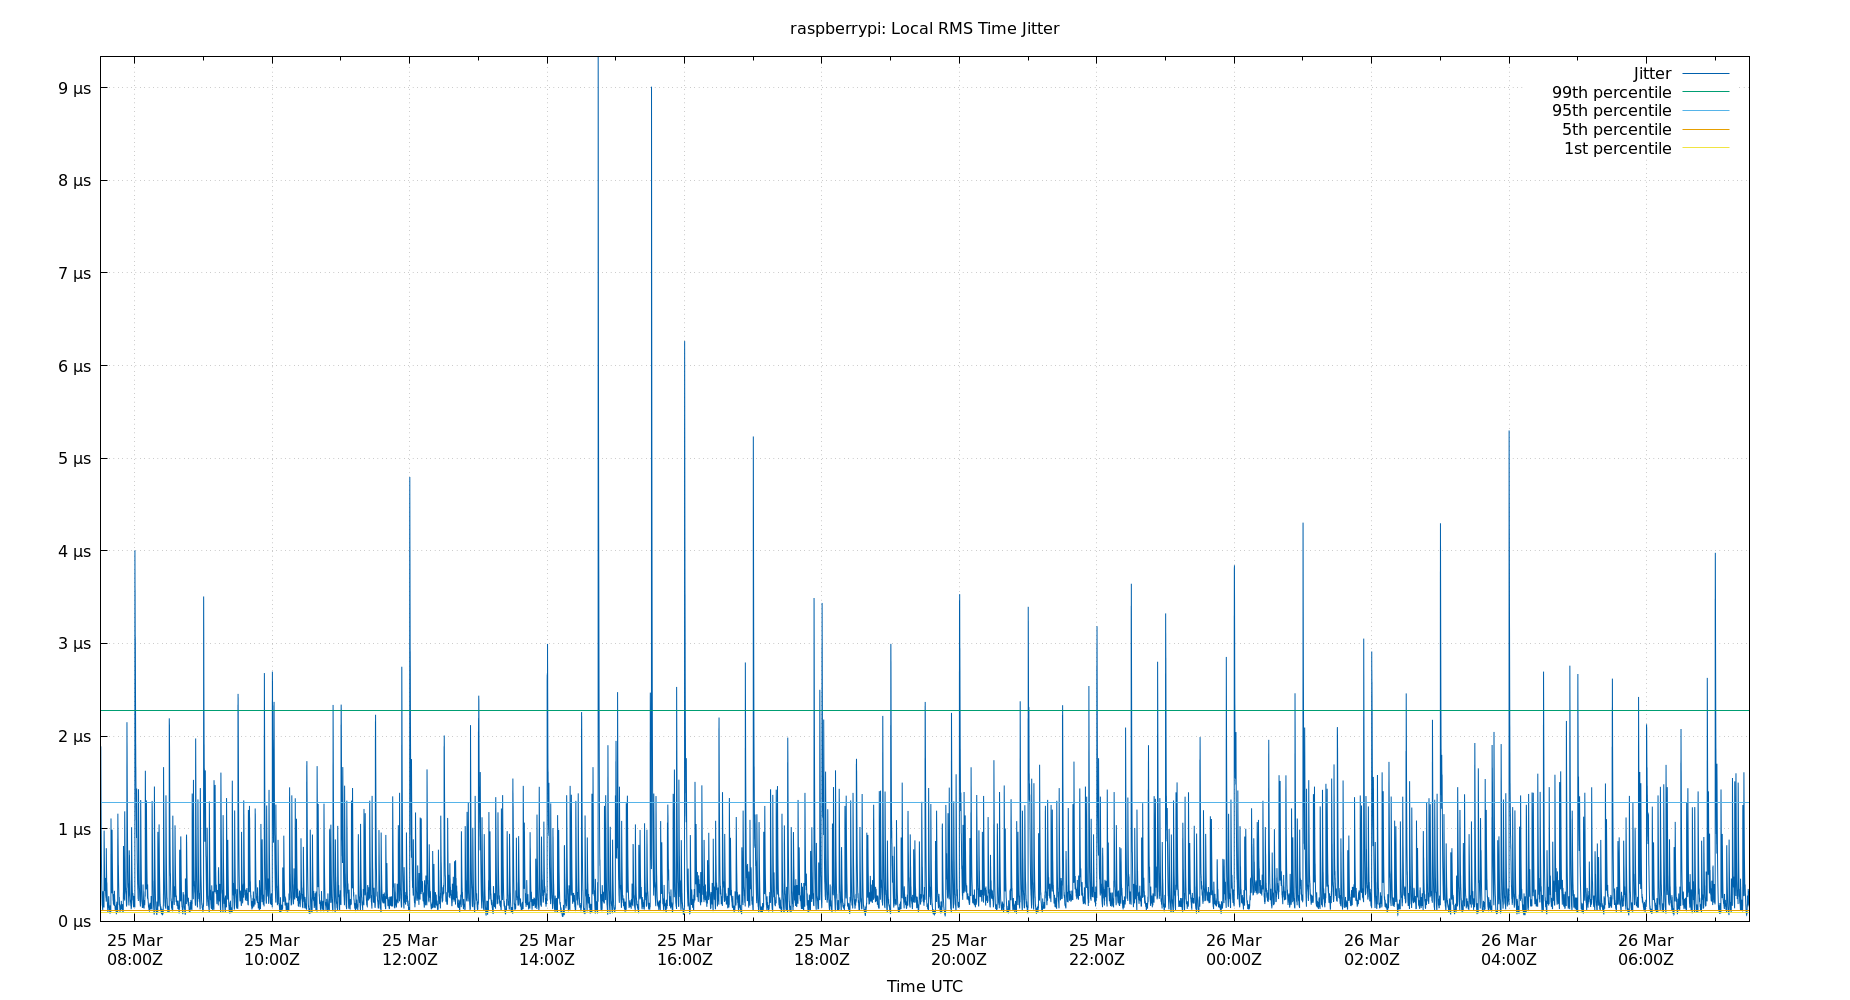 raspberrypi: Local RMS Time Jitter
Jitter
99th percentile
95th percentile
5th percentile
1st percentile
9 µs
8 µs
7 µs
6 µs
5 µs
4 µs
3 µs
2 µs
1 µs
0 µs
25 Mar 25 Mar 25 Mar 25 Mar 25 Mar 25 Mar 25 Mar 25 Mar 26 Mar 26 Mar 26 Mar 26 Mar
08:00Z 10:00Z 12:00Z 14:00Z 16:00Z 18:00Z 20:00Z 22:00Z 00:00Z 02:00Z 04:00Z 06:00Z
Time UTC